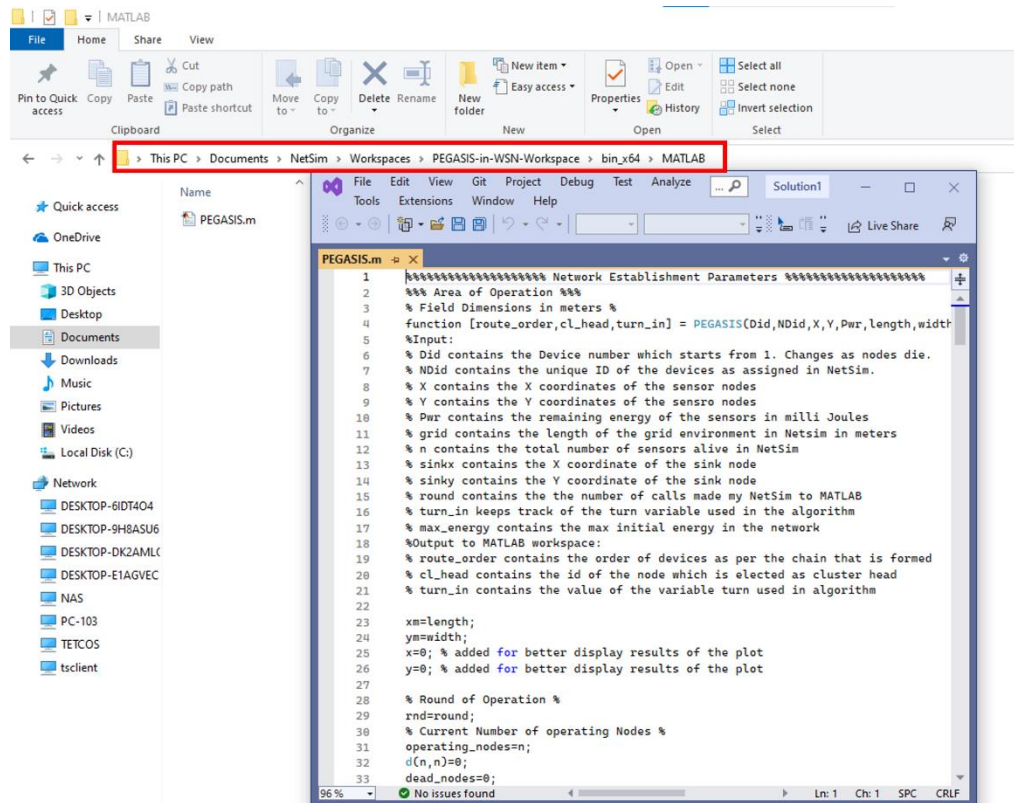 MATLAB
File Home Share View
Pin to Quick access
Copy
Paste
Cut
Copy path
Paste shortcut
Clipboard
Move to
Copy to
Delete
Rename
Organize
New folder
New item
Easy access
New
Properties
Open
Edit
History
Open
Select all
Select none
Invert selection
Select
This PC > Documents > NetSim > Workspaces > PEGASIS-in-WSN-Workspace > bin_x64 > MATLAB
Quick access
OneDrive
This PC
3D Objects
Desktop
Documents
Downloads
Music
Pictures
Videos
Local Disk (C:)
Network
DESKTOP-6IDT4O4
DESKTOP-9H8ASU6
DESKTOP-DK2AML
DESKTOP-E1AGVEC
NAS
PC-103
TETCOS
tsclient
Name
PEGASIS.m
File Edit View Git Project Debug Test Analyze ... Solution1
Tools Extensions Window Help
Live Share
PEGASIS.m
1 %%%%%%%%%%%%%%%%%%%% Network Establishment Parameters %%%%%%%%%%%%%%%%%%%%
2 %%% Area of Operation %%%
3 % Field Dimensions in meters %
4 function [route_order,cl_head,turn_in] = PEGASIS(Did,NDid,X,Y,Pwr,length,width
5 %Input:
6 % Did contains the Device number which starts from 1. Changes as nodes die.
7 % NDid contains the unique ID of the devices as assigned in NetSim.
8 % X contains the X coordinates of the sensor nodes
9 % Y contains the Y coordinates of the sensro nodes
10 % Pwr contains the remaining energy of the sensors in milli Joules
11 % grid contains the length of the grid environment in Netsim in meters
12 % n contains the total number of sensors alive in NetSim
13 % sinkx contains the X coordinate of the sink node
14 % sinky contains the Y coordinate of the sink node
15 % round contains the the number of calls made my NetSim to MATLAB
16 % turn_in keeps track of the turn variable used in the algorithm
17 % max_energy contains the max initial energy in the network
18 %Output to MATLAB workspace:
19 % route_order contains the order of devices as per the chain that is formed
20 % cl_head contains the id of the node which is elected as cluster head
21 % turn_in contains the value of the variable turn used in algorithm
22
23 xm=length;
24 ym=width;
25 x=0; % added for better display results of the plot
26 y=0; % added for better display results of the plot
27
28 % Round of Operation %
29 rnd=round;
30 % Current Number of operating Nodes %
31 operating_nodes=n;
32 d(n,n)=0;
33 dead_nodes=0;
96 % No issues found Ln: 1 Ch: 1 SPC CRLF